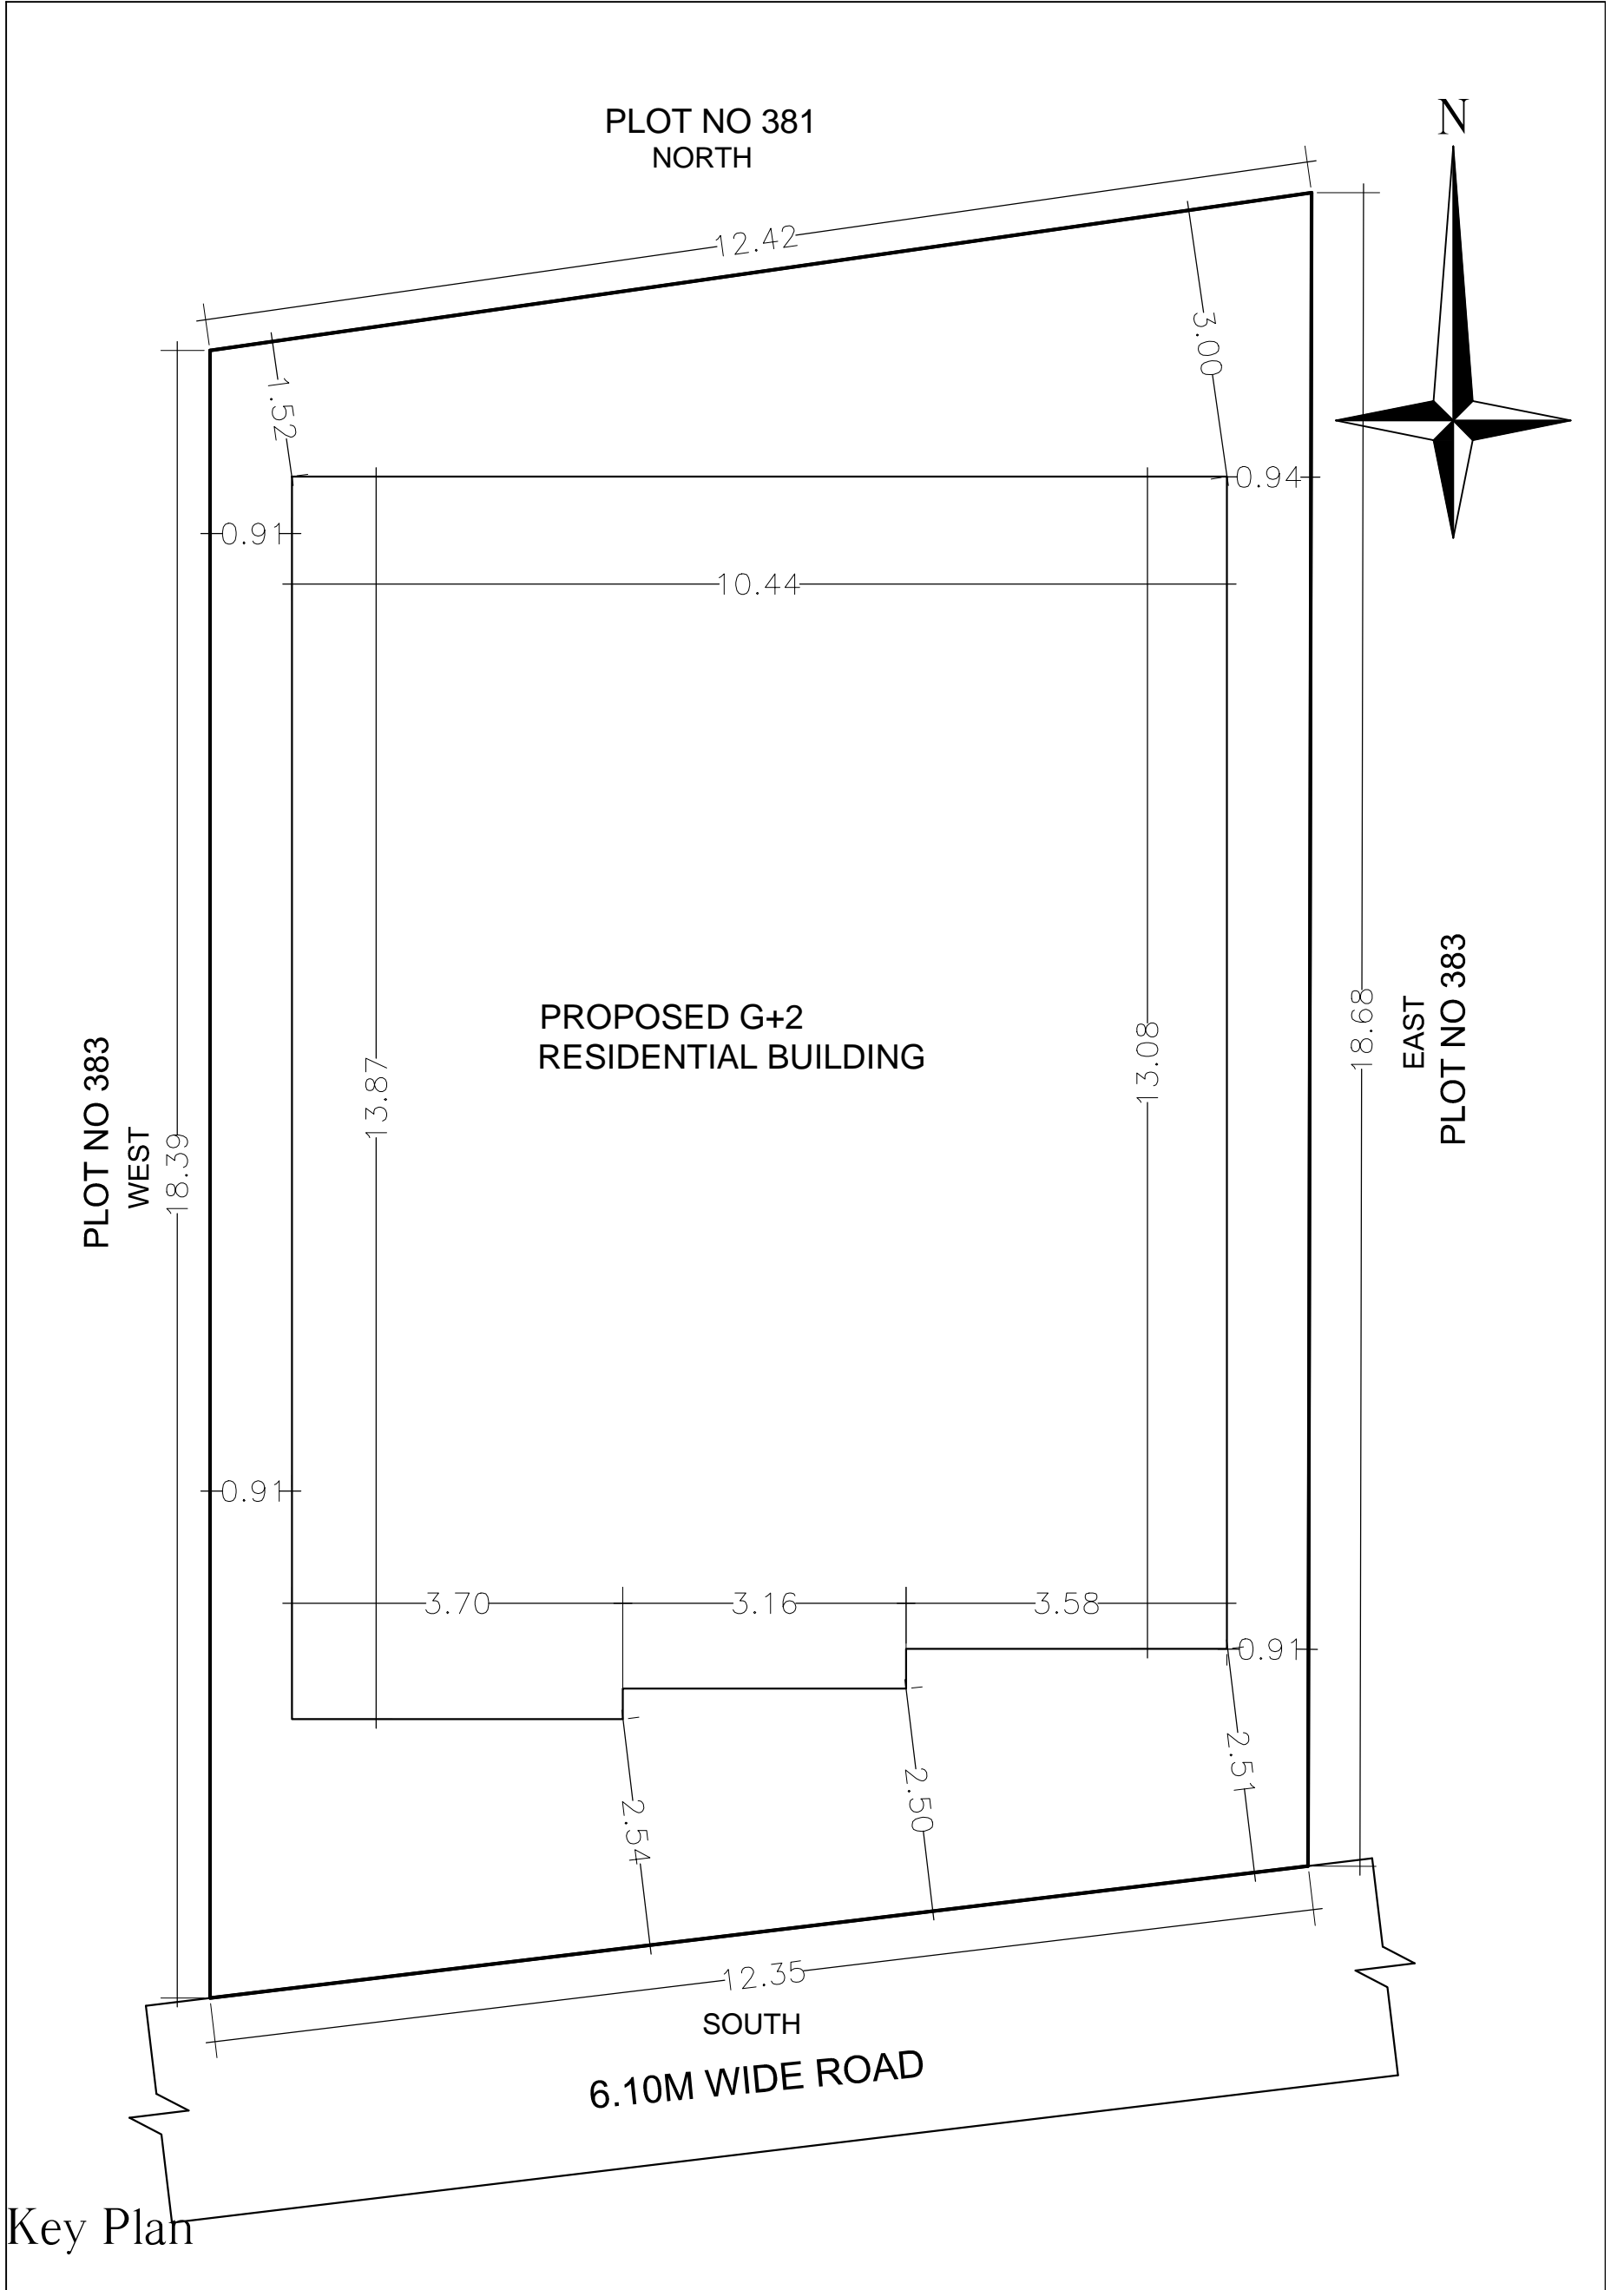 PLOT NO 381
NORTH
N
12.42
3.00
1.52
0.94
0.91
10.44
PROPOSED G+2
RESIDENTIAL BUILDING
13.87
13.08
18.68
EAST
PLOT NO 383
PLOT NO 383
WEST
18.39
0.91
3.70
3.16
3.58
0.91
2.51
2.50
2.54
12.35
SOUTH
6.10M WIDE ROAD
Key Plan